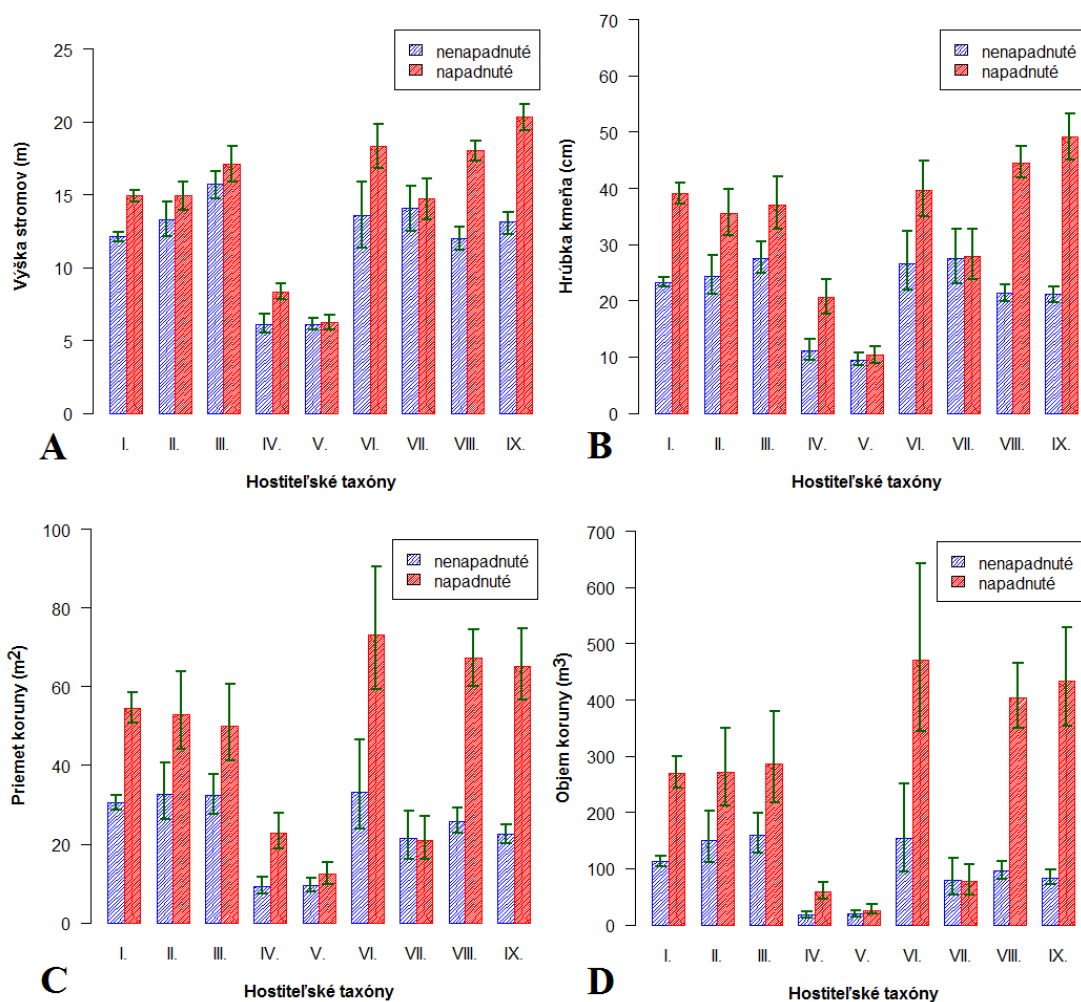 nenapadnuté
napadnuté
25
20
15
10
5
0
Výška stromov (m)
I. II. III. IV. V. VI. VII. VIII. IX.
A
Hostiteľské taxóny
nenapadnuté
napadnuté
70
60
50
40
30
20
10
0
Hrúbka kmeňa (cm)
I. II. III. IV. V. VI. VII. VIII. IX.
B
Hostiteľské taxóny
nenapadnuté
napadnuté
100
80
60
40
20
0
Priemet koruny (m²)
I. II. III. IV. V. VI. VII. VIII. IX.
C
Hostiteľské taxóny
nenapadnuté
napadnuté
700
600
500
400
300
200
100
0
Objem koruny (m³)
I. II. III. IV. V. VI. VII. VIII. IX.
D
Hostiteľské taxóny